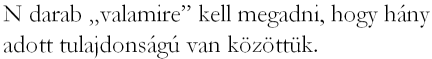 N darab „valamire” kell megadni, hogy hány
adott tulajdonságú van közöttük.